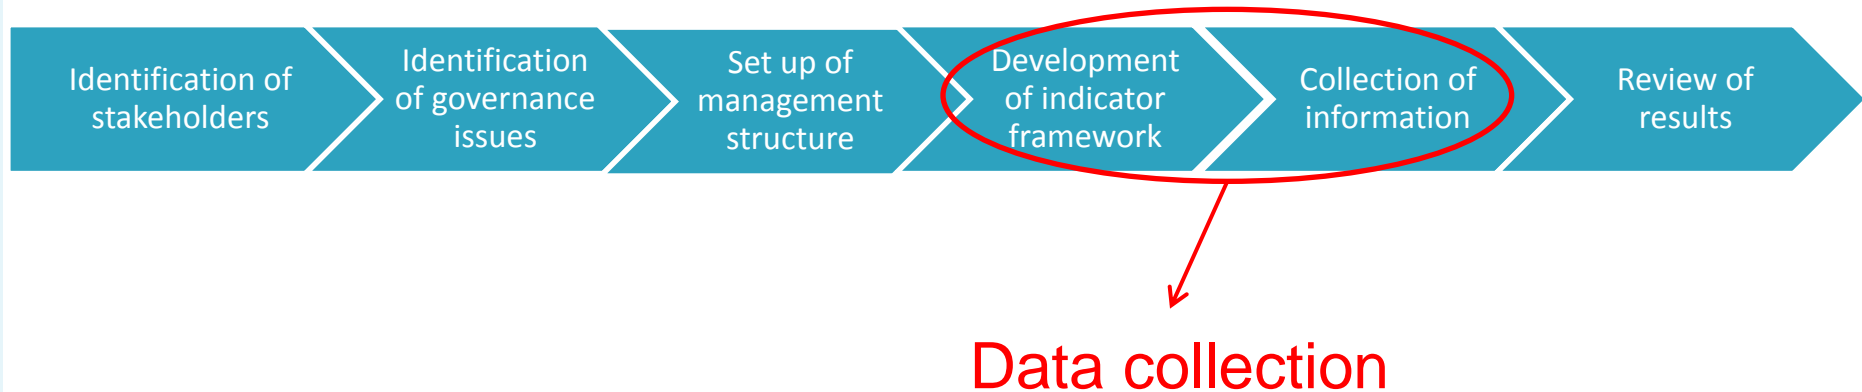 Identification of
stakeholders
Identification
of governance
issues
Set up of
management
structure
Development
of indicator
framework
Collection of
information
Review of
results
Data collection